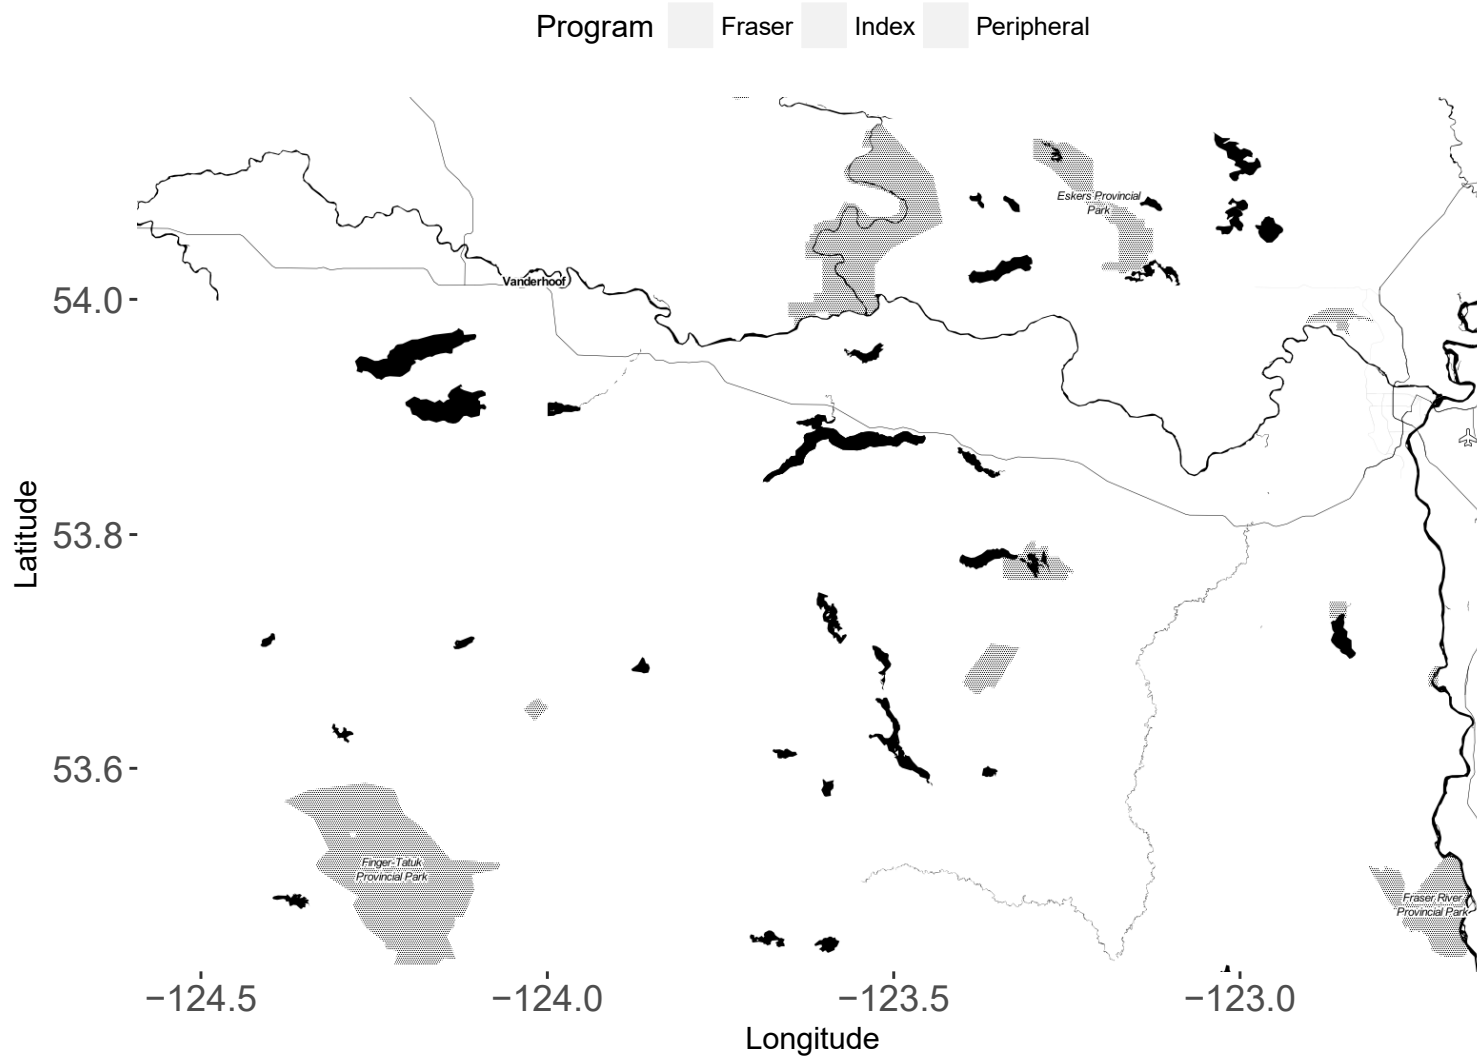 Program Fraser Index Peripheral
Eskers Provincial
Park
Vanderhoof
54.0
53.8
53.6
Latitude
Finger-Tatuk
Provincial Park
Fraser River
Provincial Park
−124.5 −124.0 −123.5 −123.0
Longitude